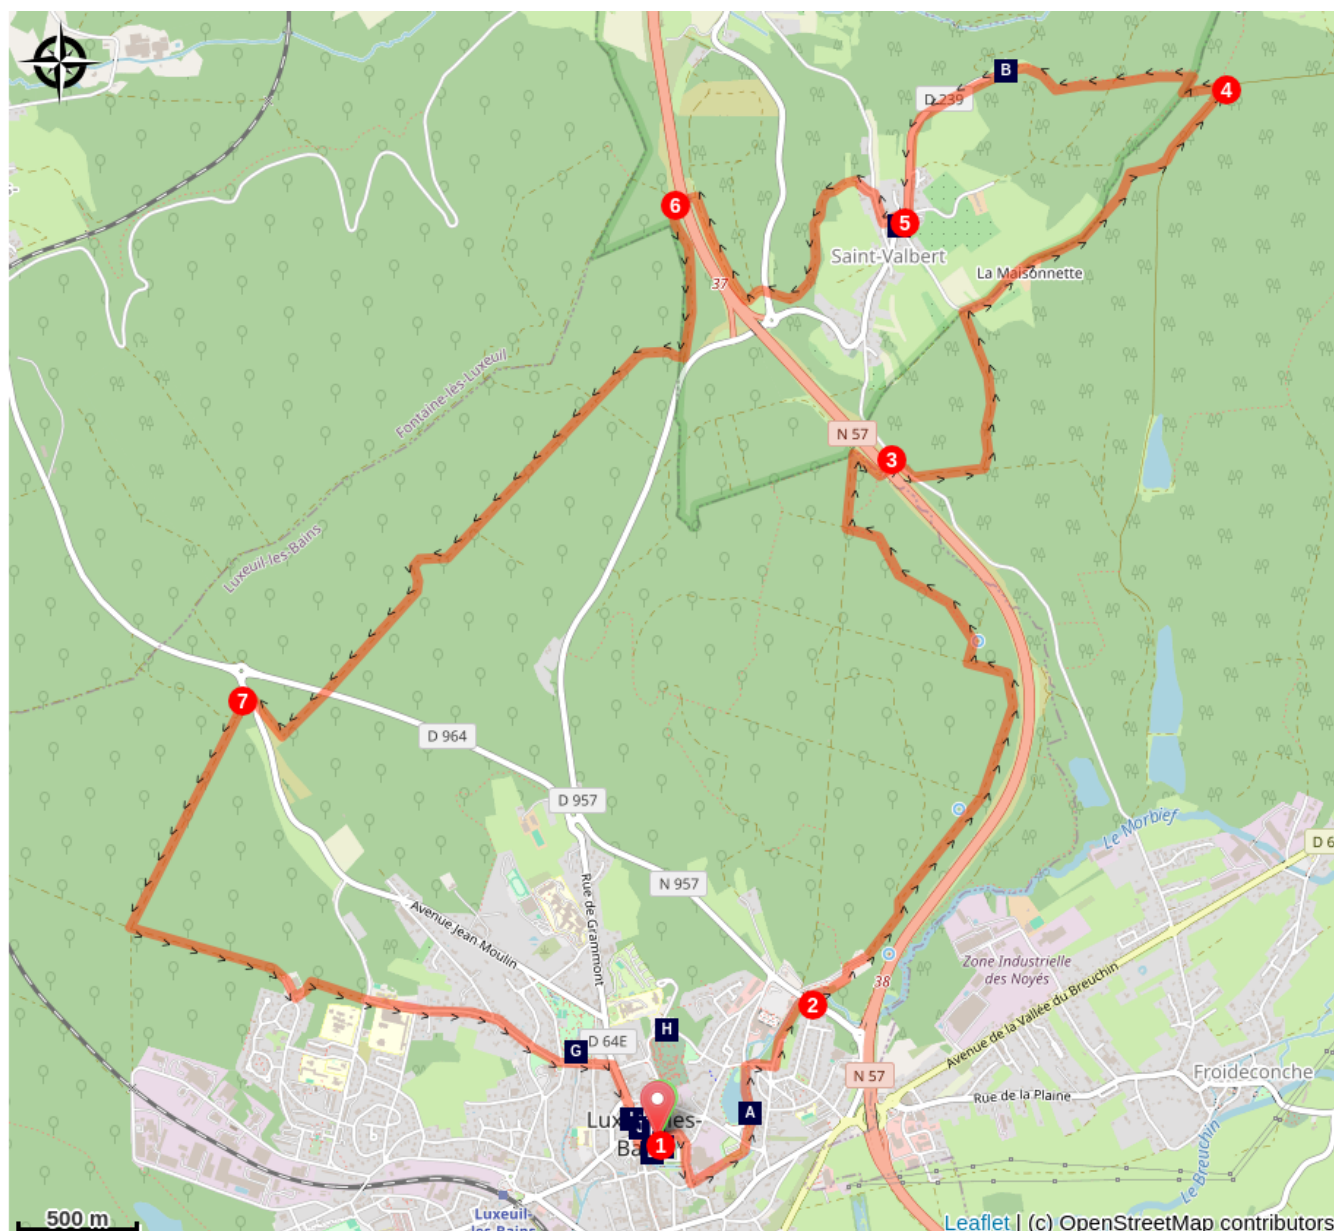 B
4
D 239
6
5
Saint-Valbert
La Maisonnette
37
Fontaine-lès-Luxeuil
N 57
3
Luxeuil-les-Bains
7
D 964
D 957
Le Morbief
D 6
N 957
Rue de Grammont
Avenue Jean Moulin
Zone Industrielle
des Noyés
38
2
Avenue de la Vallée du Breuchin
H
D 64E
G
N 57
Froideconche
Rue de la Plaine
A
J
1
Le Breuchin
500 m
Luxeuil-
les-Bains
Leaflet | (c) OpenStreetMap contributors